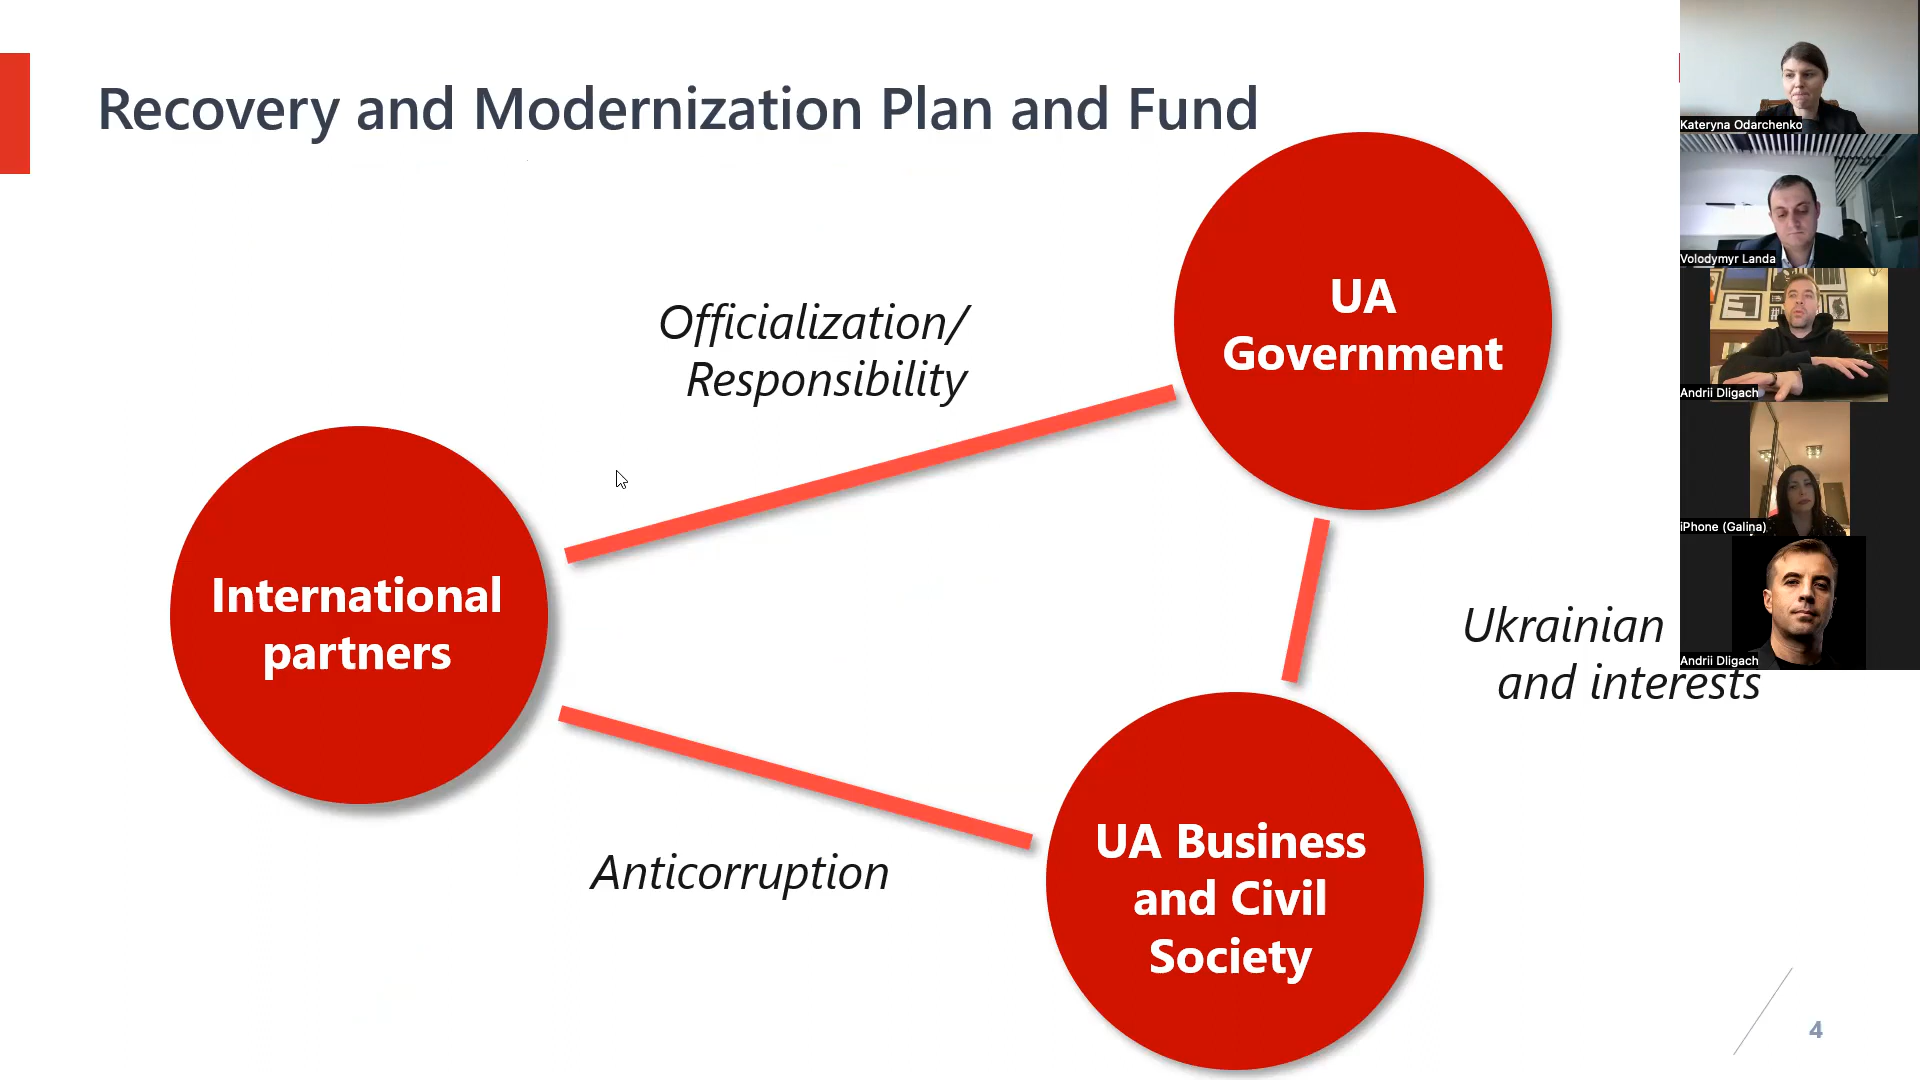 Recovery and Modernization Plan and Fund
Officialization/
Responsibility
UA
Government
International
partners
Ukrainian
and interests
Anticorruption
UA Business
and Civil
Society
4
Kateryna Odarchenko
Volodymyr Landa
Andrii Dligach
iPhone (Galina)
Andrii Dligach